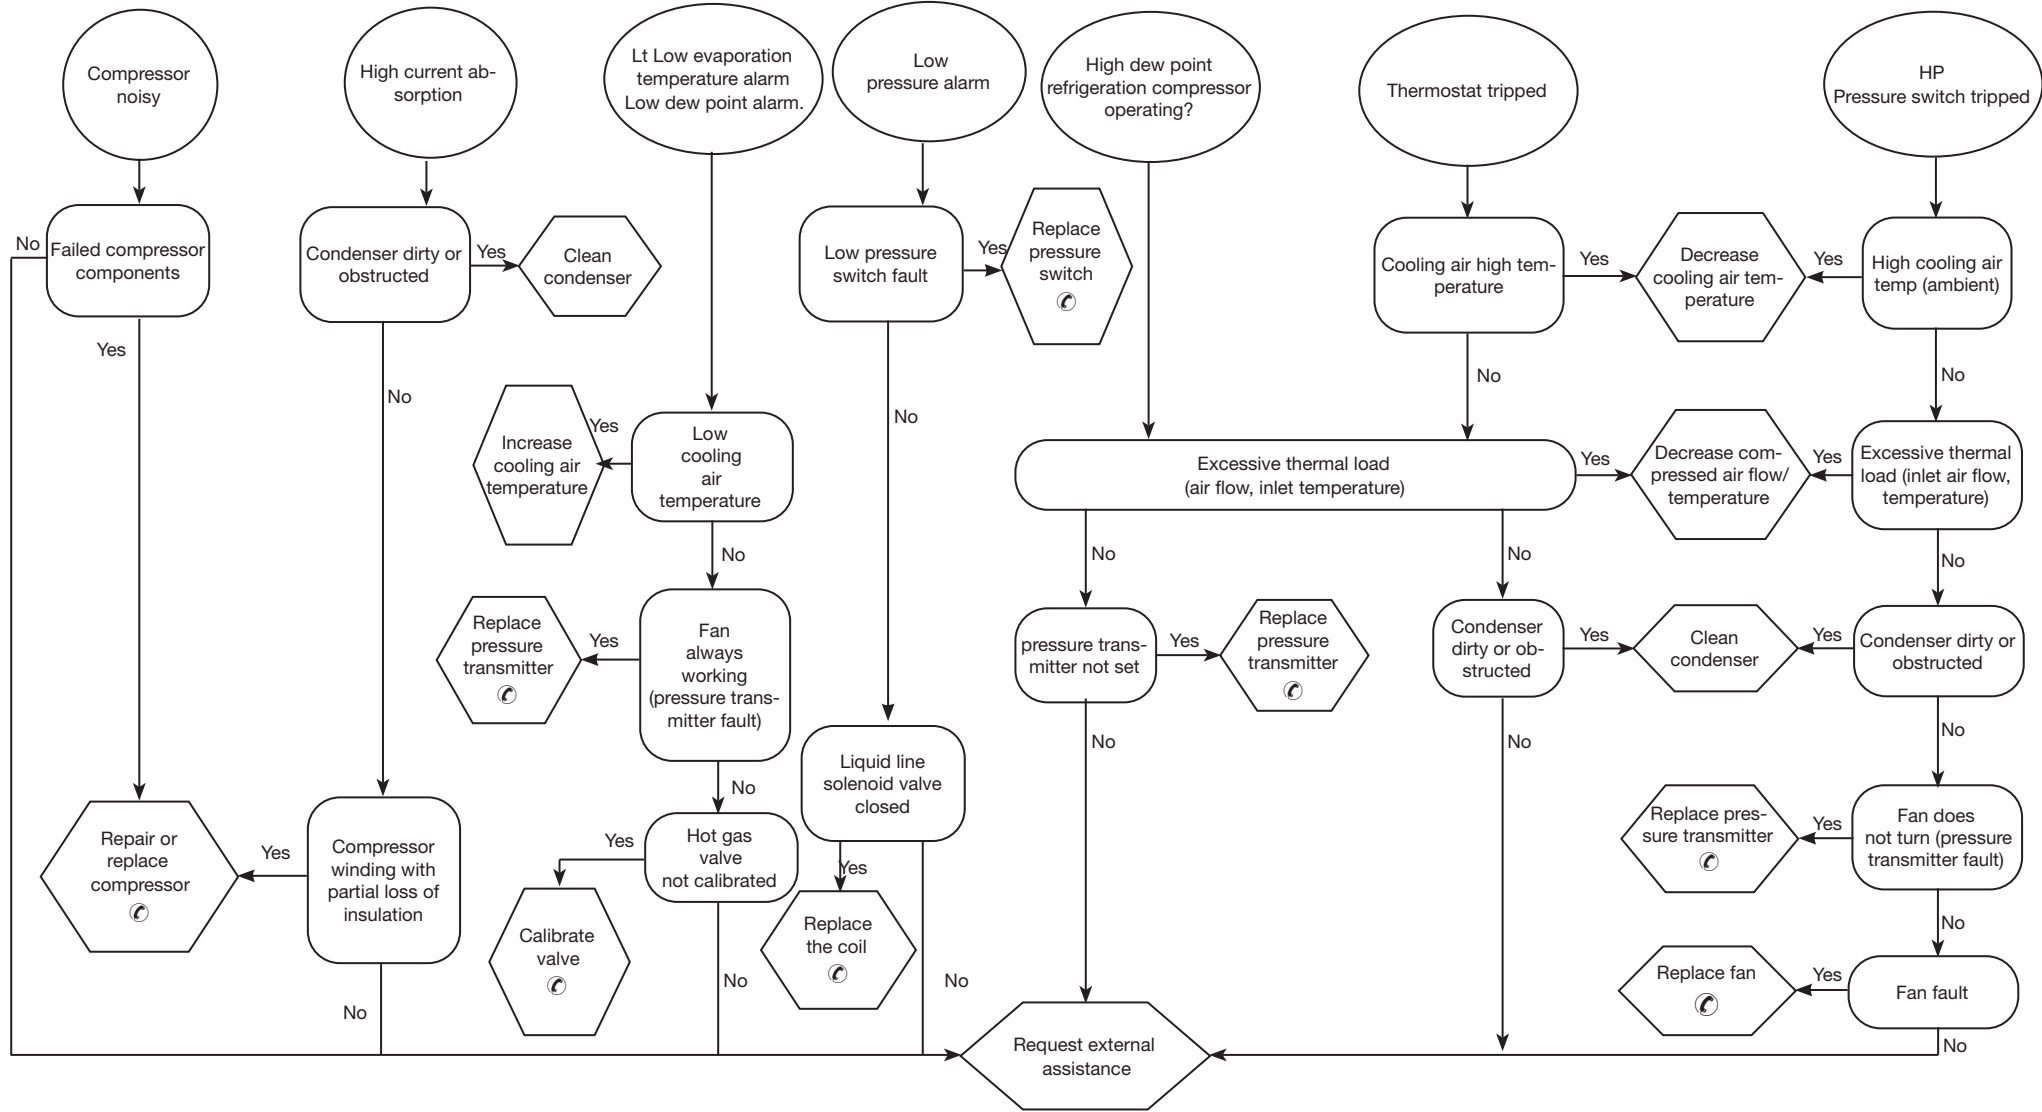 Compressor
noisy
High current ab-
sorption
Lt Low evaporation
temperature alarm
Low dew point alarm.
Low
pressure alarm
High dew point
refrigeration compressor
operating?
Thermostat tripped
HP
Pressure switch tripped
No
Failed compressor
components
Yes
Condenser dirty or
obstructed
Yes
Clean
condenser
No
Low pressure
switch fault
Yes
Replace
pressure
switch
No
Cooling air high tem-
perature
Yes
Decrease
cooling air tem-
perature
Yes
High cooling air
temp (ambient)
No
No
Increase
cooling air
temperature
Yes
Low
cooling
air
temperature
No
Excessive thermal load
(air flow, inlet temperature)
Yes
Decrease com-
pressed air flow/
temperature
Yes
Excessive thermal
load (inlet air flow,
temperature)
No
No
No
Replace
pressure
transmitter
Yes
Fan
always
working
(pressure trans-
mitter fault)
No
pressure trans-
mitter not set
Yes
Replace
pressure
transmitter
No
Condenser
dirty or ob-
structed
Yes
Clean
condenser
Yes
Condenser dirty or
obstructed
No
No
Repair or
replace
compressor
Yes
Compressor
winding with
partial loss of
insulation
No
Yes
Hot gas
valve
not calibrated
Calibrate
valve
No
Liquid line
solenoid valve
closed
Yes
Replace
the coil
No
Replace pres-
sure transmitter
Yes
Fan does
not turn (pressure
transmitter fault)
No
Replace fan
Yes
Fan fault
No
Request external
assistance